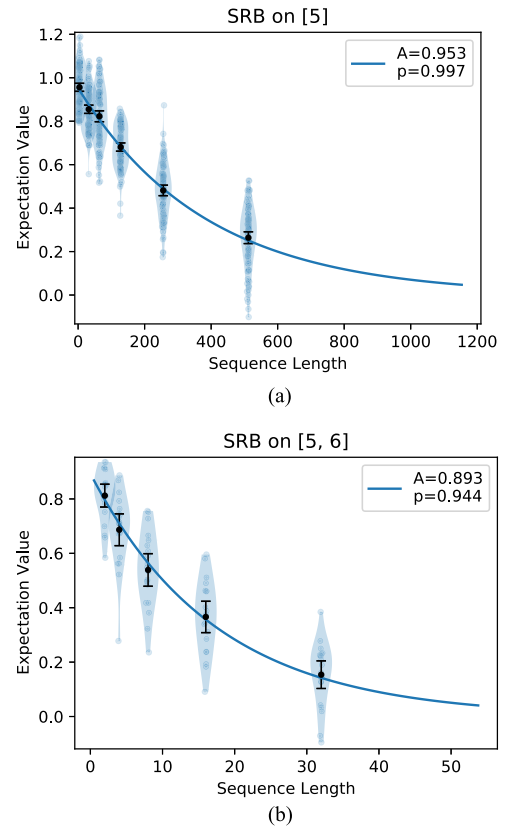 SRB on [5]
A=0.953
p=0.997
Expectation Value
1.2
1.0
0.8
0.6
0.4
0.2
0.0
0 200 400 600 800 1000 1200
Sequence Length
(a)
SRB on [5, 6]
A=0.893
p=0.944
Expectation Value
0.8
0.6
0.4
0.2
0.0
0 10 20 30 40 50
Sequence Length
(b)